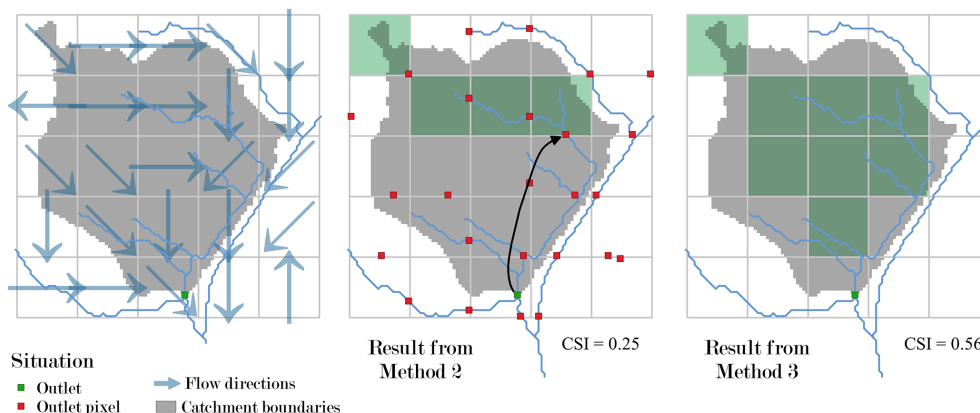 Situation
Outlet
Outlet pixel
Flow directions
Catchment boundaries
Result from
Method 2
CSI = 0.25
Result from
Method 3
CSI = 0.56